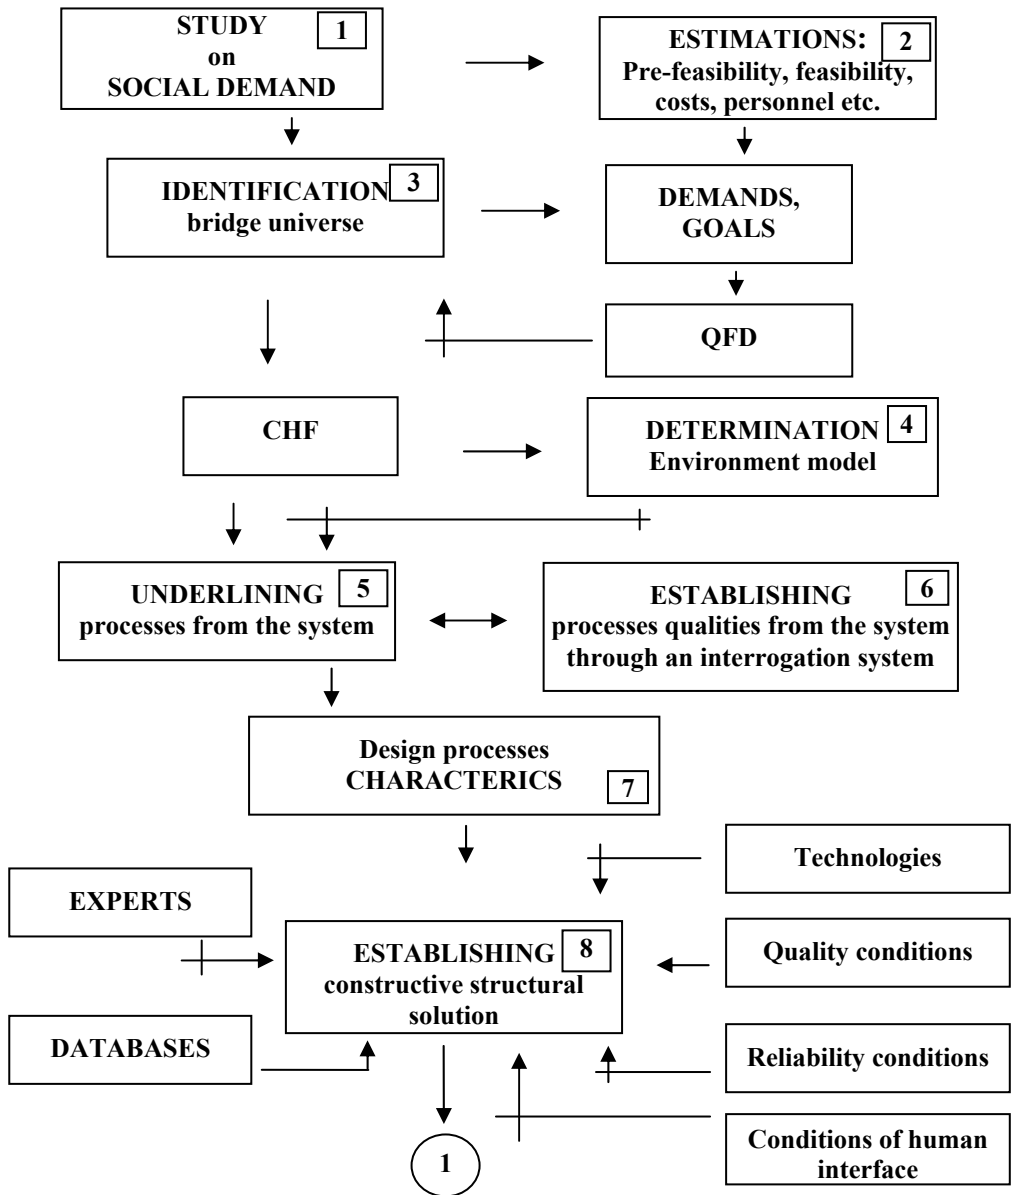 STUDY
on
SOCIAL DEMAND
1
ESTIMATIONS:
Pre-feasibility, feasibility,
costs, personnel etc.
2
IDENTIFICATION
bridge universe
3
DEMANDS,
GOALS
QFD
CHF
DETERMINATION
Environment model
4
UNDERLINING
processes from the system
5
ESTABLISHING
processes qualities from the system
through an interrogation system
6
Design processes
CHARACTERICS
7
Technologies
EXPERTS
ESTABLISHING
constructive structural
solution
8
Quality conditions
DATABASES
Reliability conditions
Conditions of human
interface
1